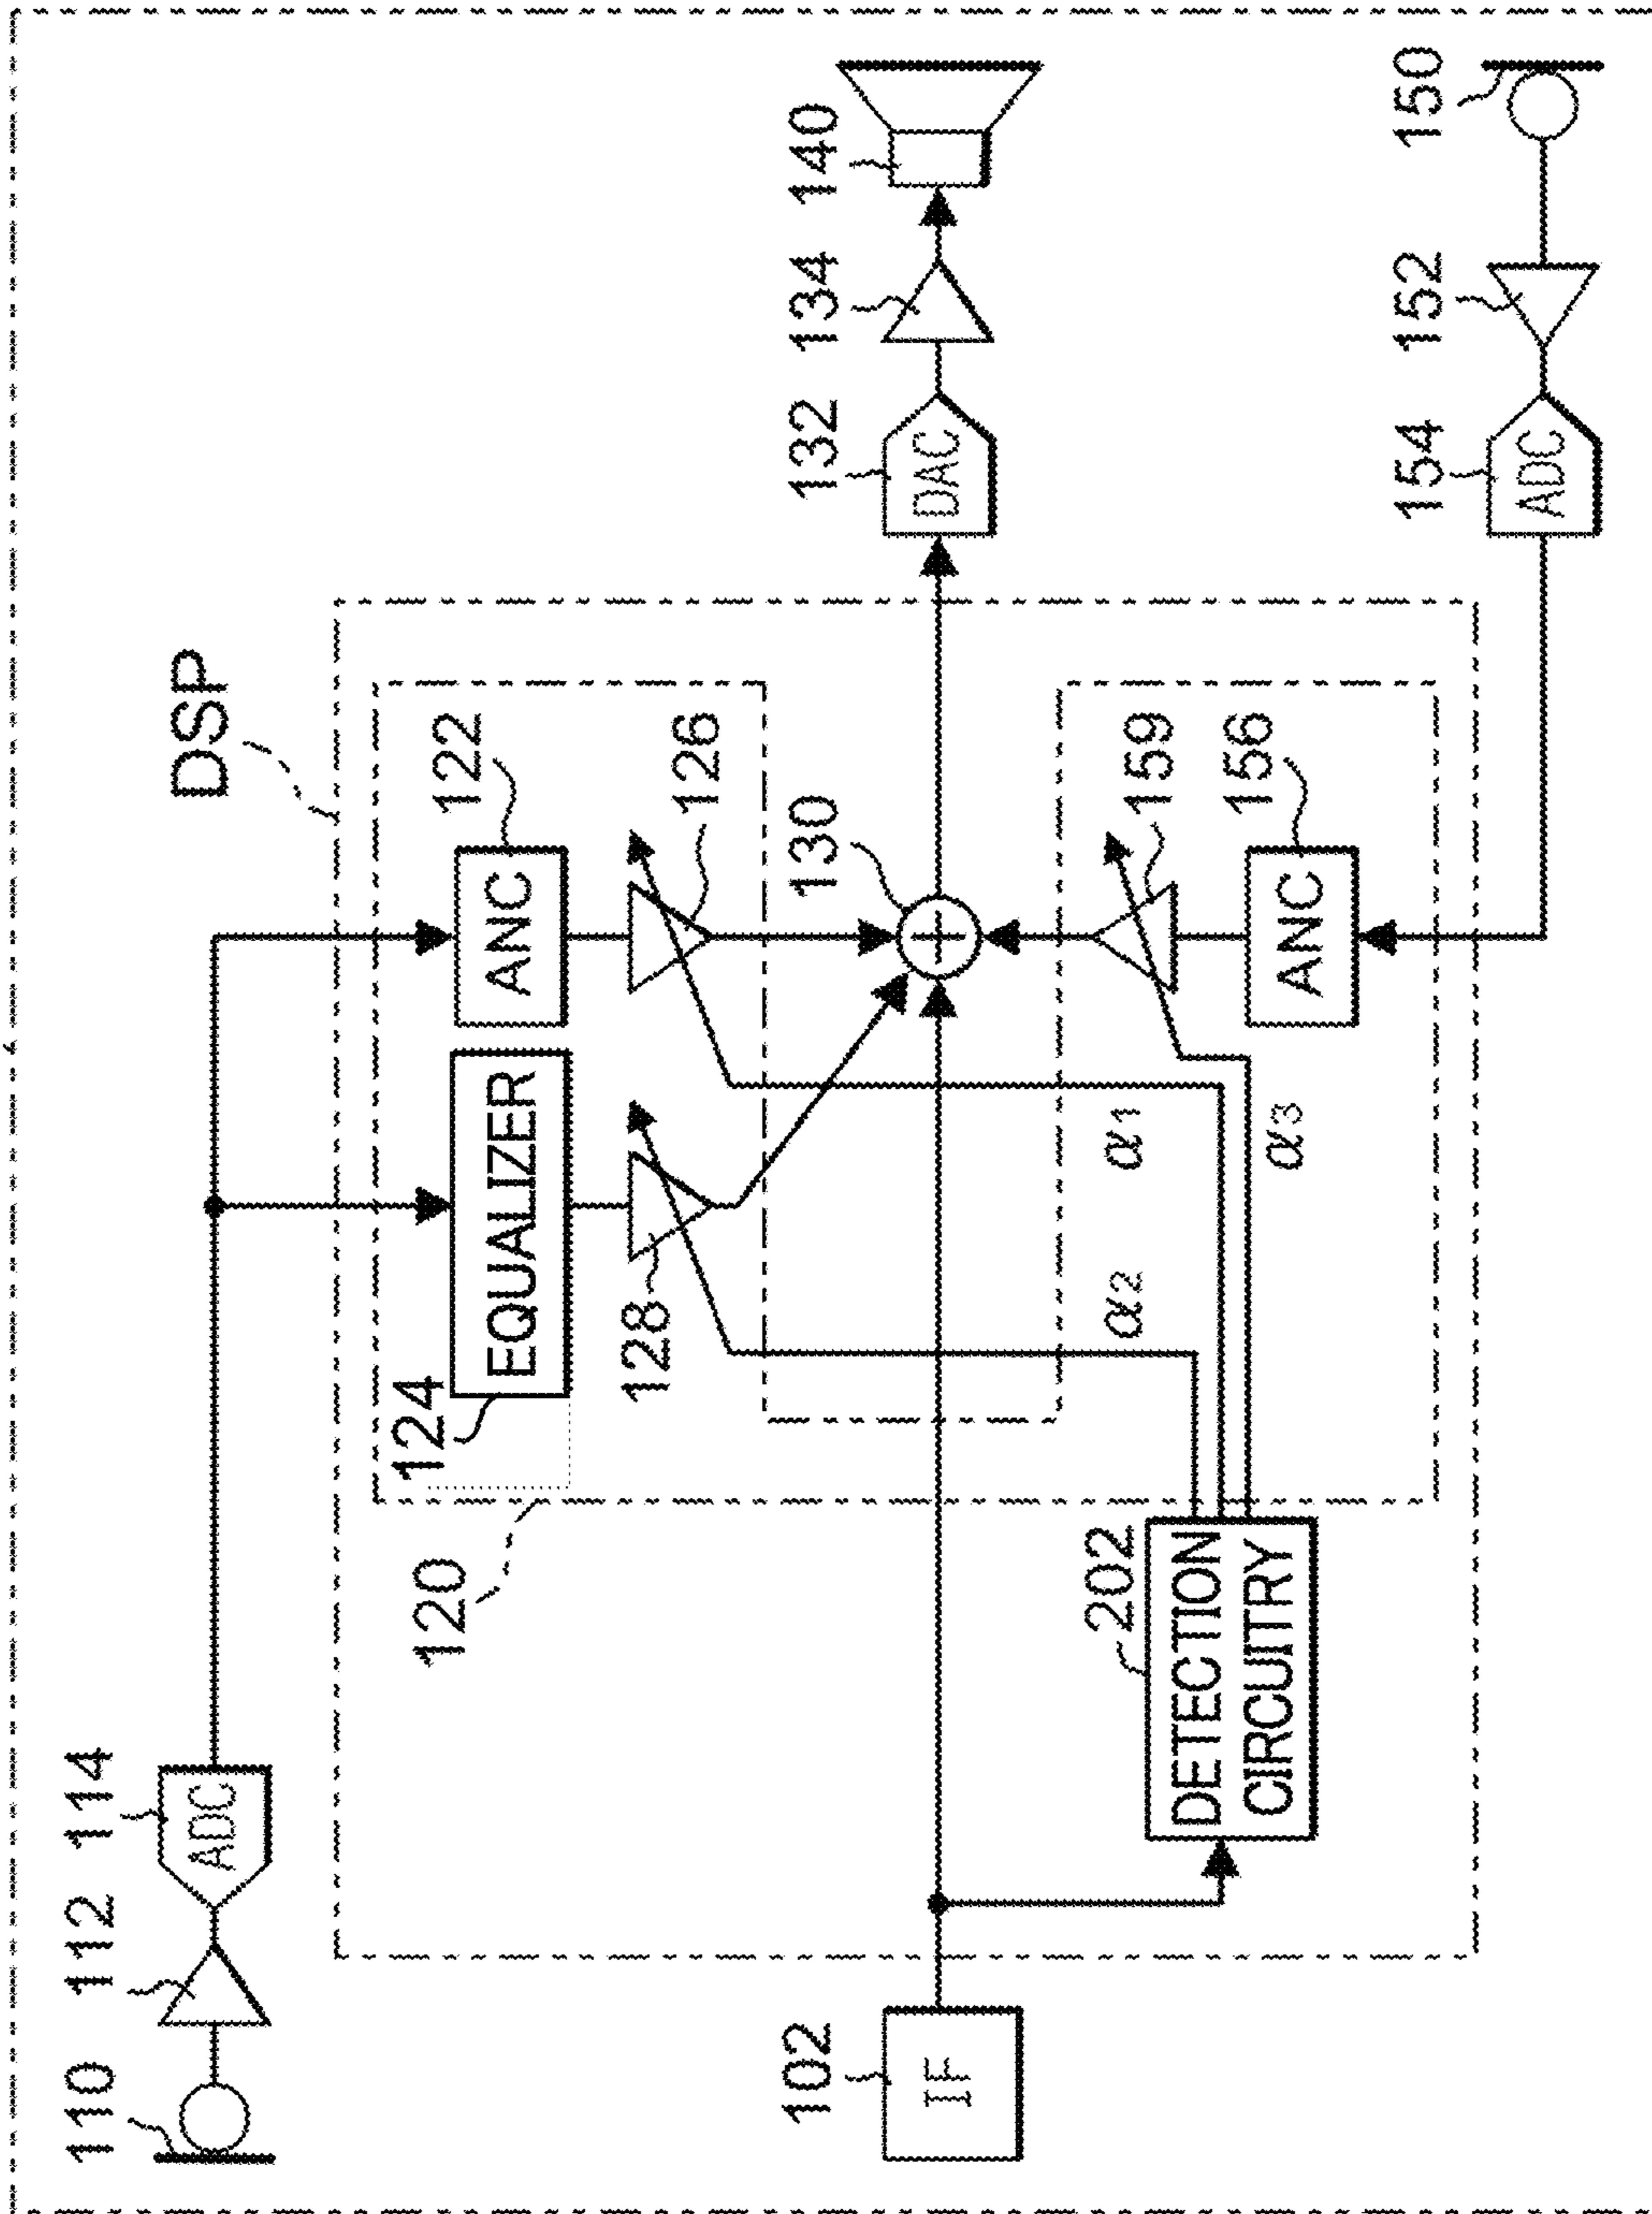 110
112
114
ADC
DSP
120
124
EQUALIZER
122
ANC
128
126
102
IF
130
132
DAC
134
140
202
DETECTION
CIRCUITRY
α2
α1
α3
159
156
ANC
154
ADC
152
150